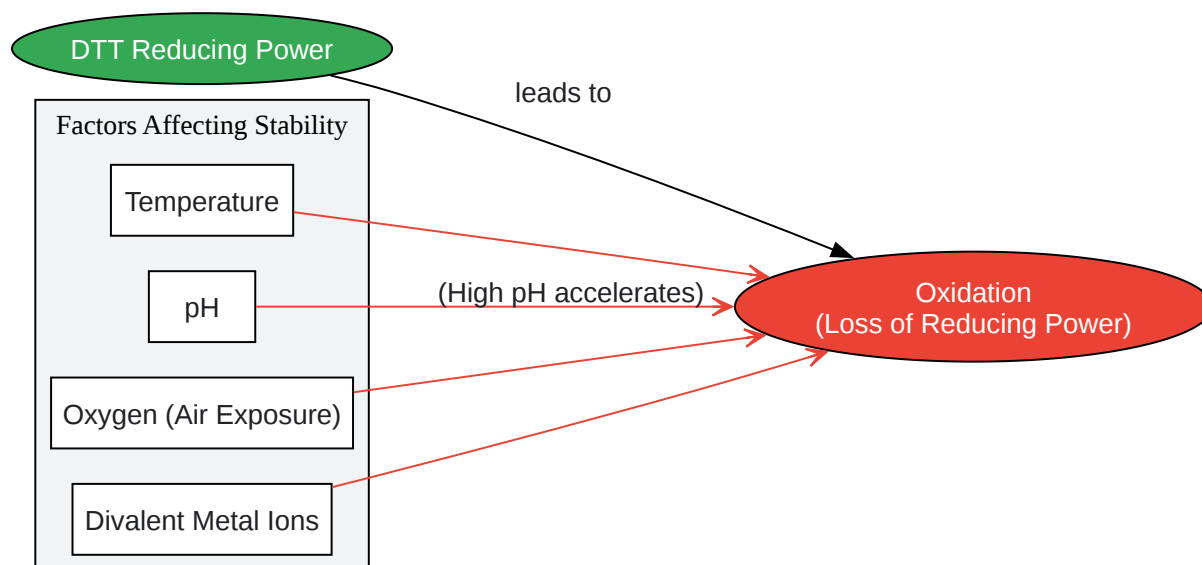 DTT Reducing Power
leads to
Factors Affecting Stability
Temperature
pH
(High pH accelerates)
Oxidation
(Loss of Reducing Power)
Oxygen (Air Exposure)
Divalent Metal Ions